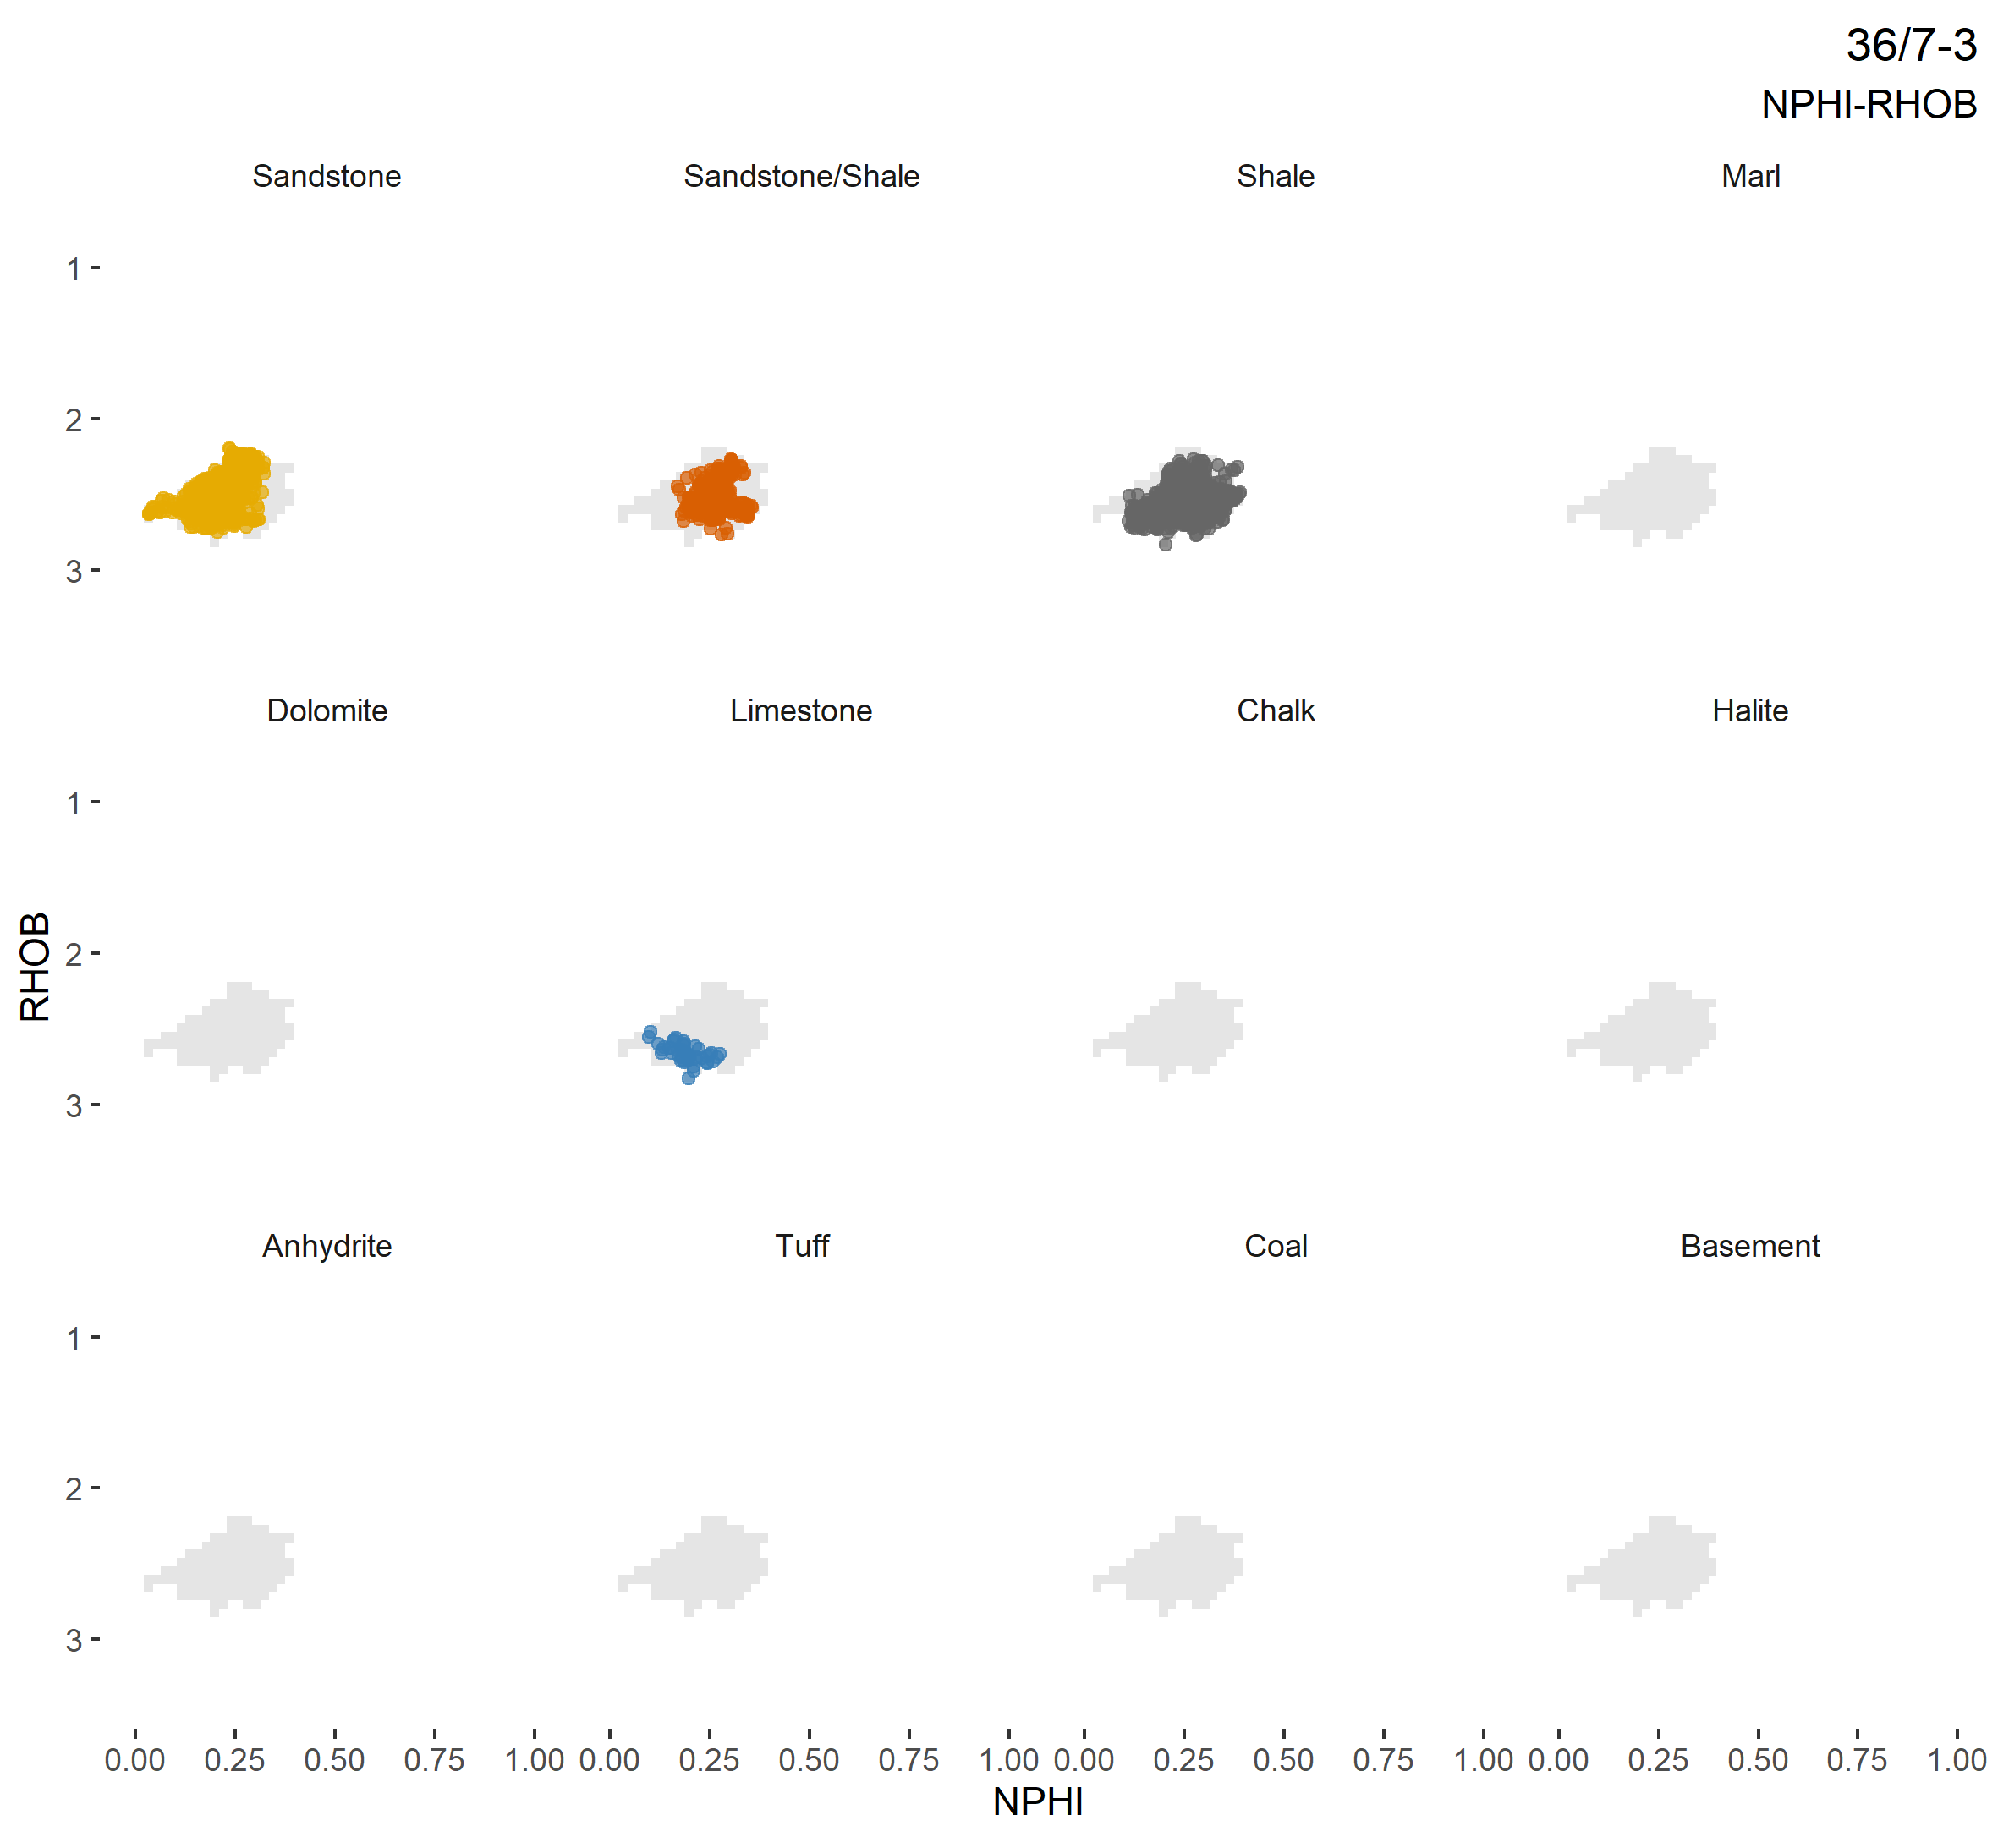 36/7-3
NPHI-RHOB
Sandstone Sandstone/Shale Shale Marl
1
2
3
Dolomite Limestone Chalk Halite
1
2
3
RHOB
Anhydrite Tuff Coal Basement
1
2
3
0.00 0.25 0.50 0.75 1.00 0.00 0.25 0.50 0.75 1.00 0.00 0.25 0.50 0.75 1.00 0.00 0.25 0.50 0.75 1.00
NPHI